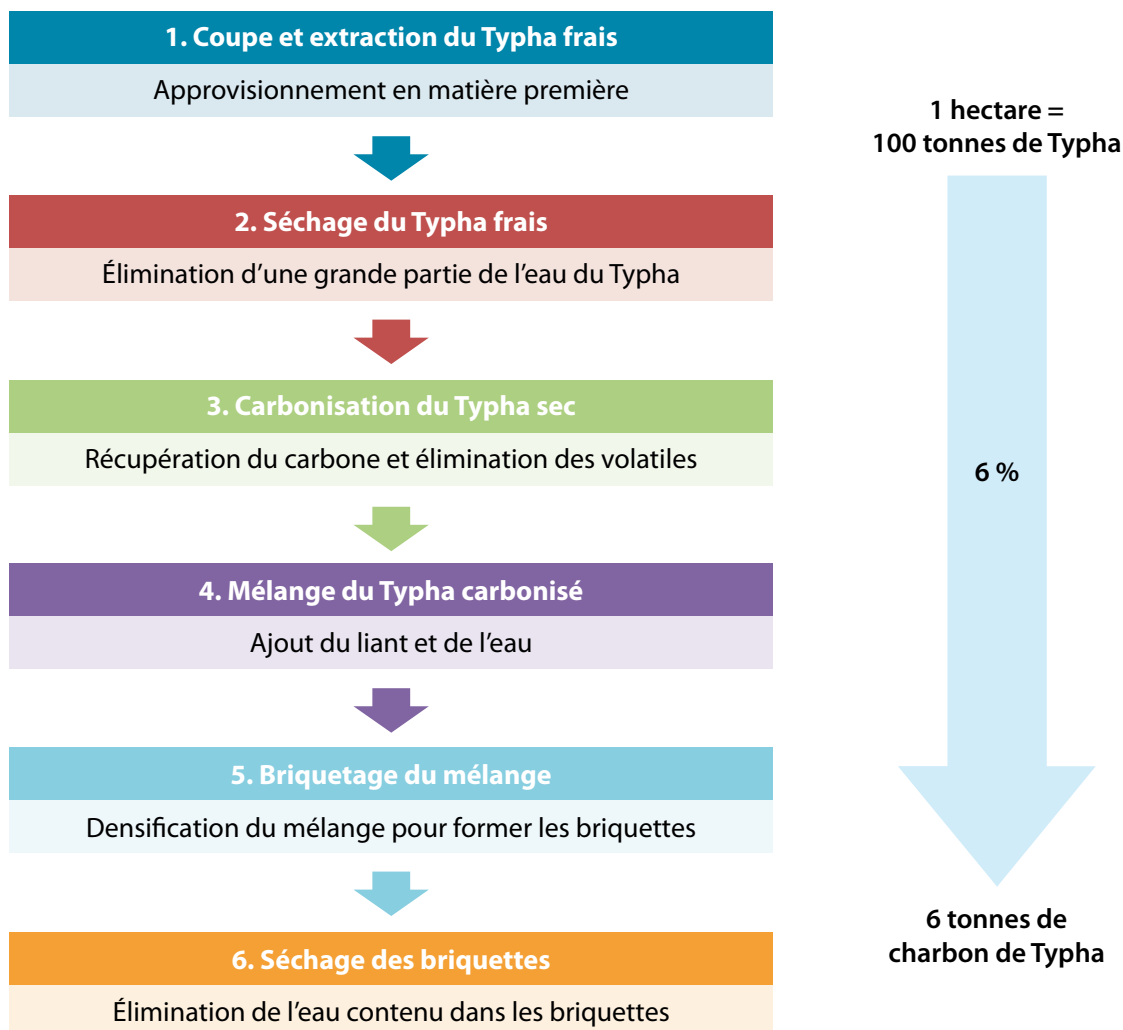 1. Coupe et extraction du Typha frais
Approvisionnement en matière première
2. Séchage du Typha frais
Élimination d’une grande partie de l’eau du Typha
3. Carbonisation du Typha sec
Récupération du carbone et élimination des volatiles
4. Mélange du Typha carbonisé
Ajout du liant et de l’eau
5. Briquetage du mélange
Densification du mélange pour former les briquettes
6. Séchage des briquettes
Élimination de l’eau contenu dans les briquettes
1 hectare =
100 tonnes de Typha
6 %
6 tonnes de
charbon de Typha